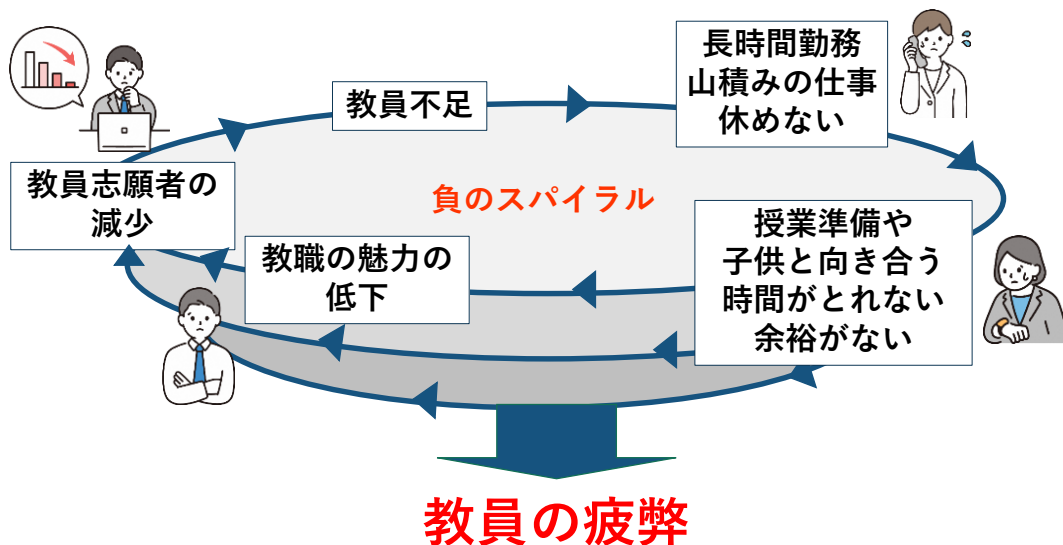 教員不足
長時間勤務
山積みの仕事
休めない
教員志願者の
減少
負のスパイラル
授業準備や
子供と向き合う
時間がとれない
余裕がない
教職の魅力の
低下
教員の疲弊